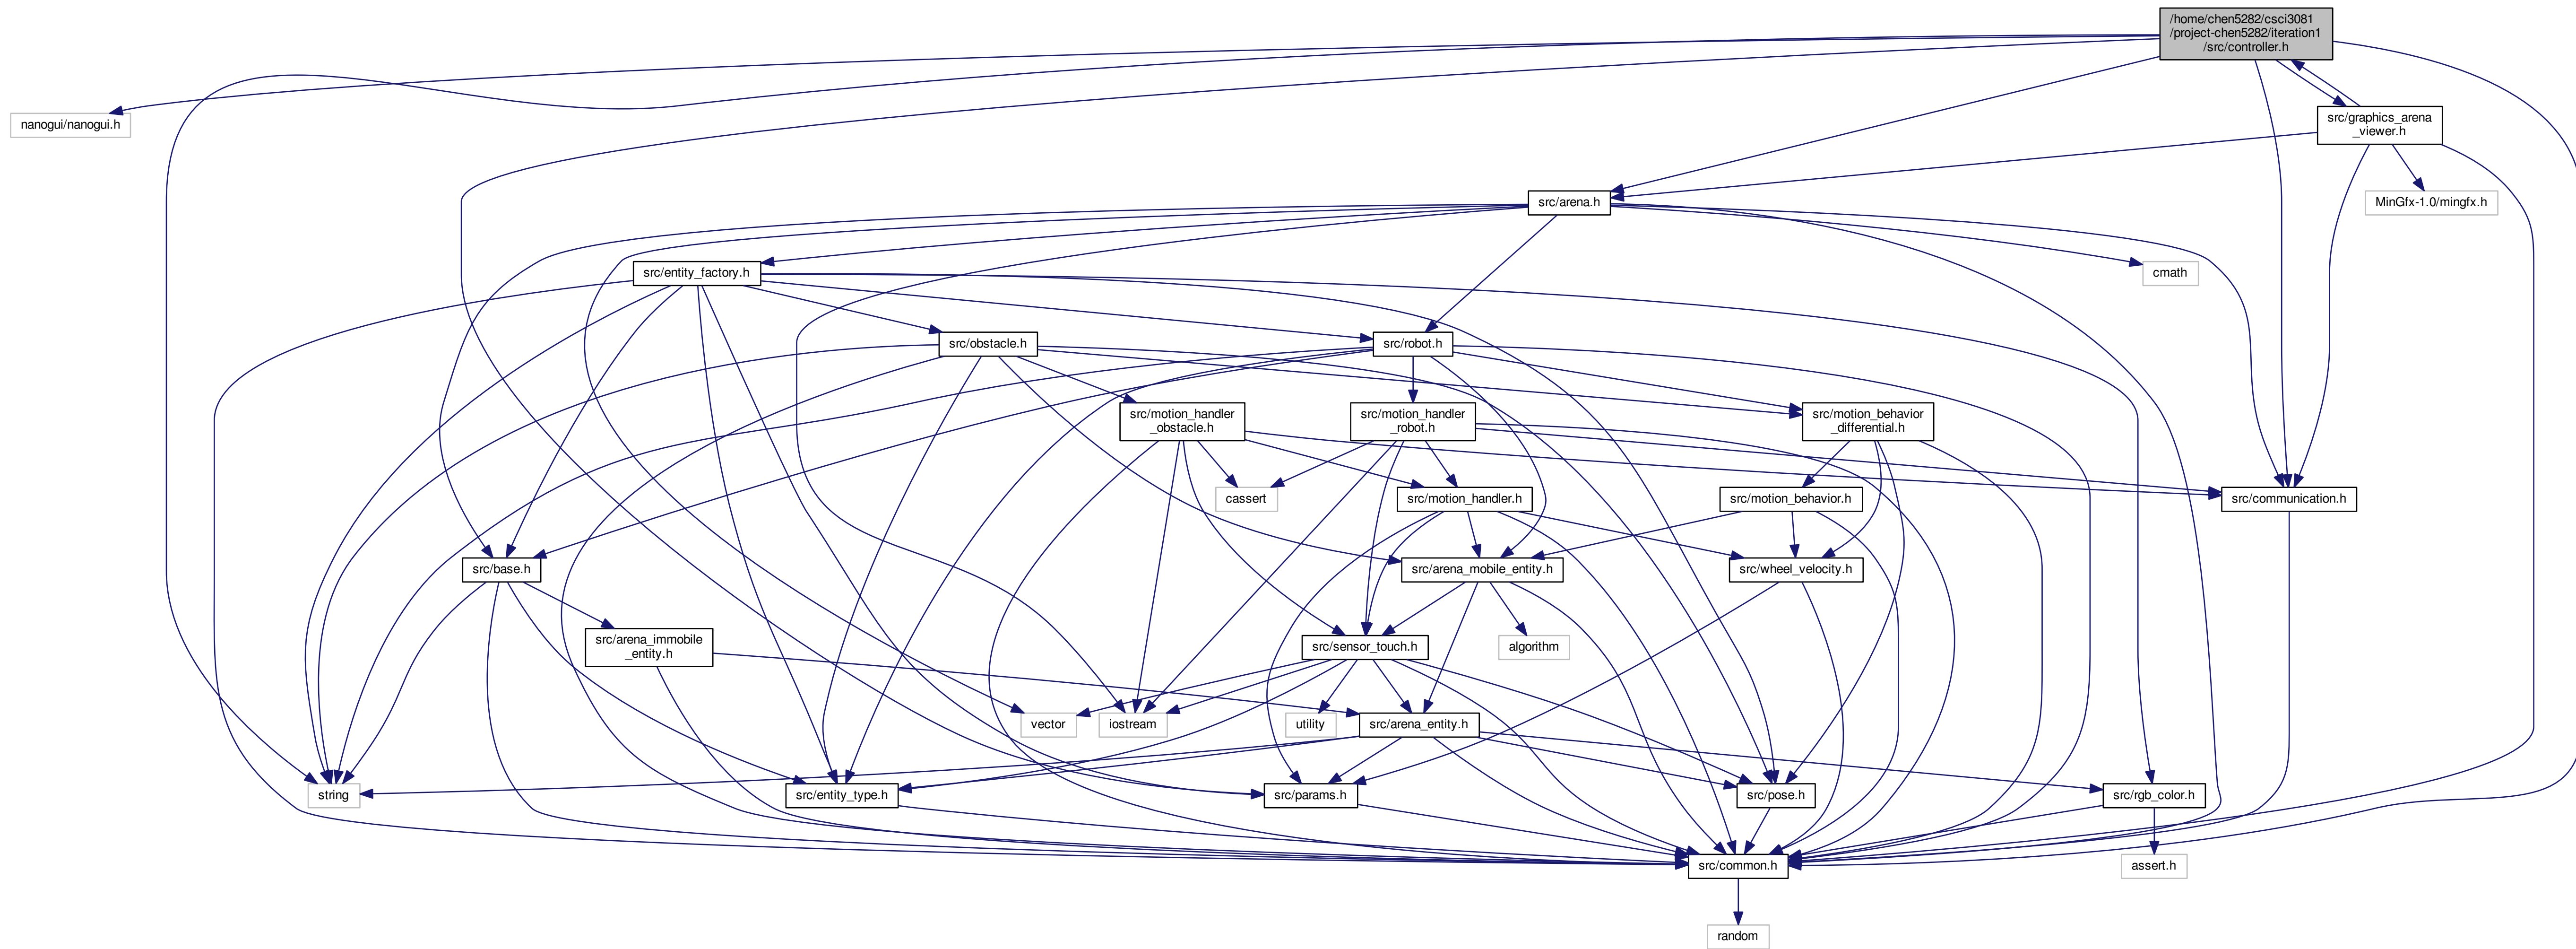 /home/chen5282/csci3081
/project-chen5282/iteration1
/src/controller.h
nanogui/nanogui.h
src/graphics_arena
_viewer.h
src/arena.h
MinGfx-1.0/mingfx.h
src/entity_factory.h
cmath
src/obstacle.h
src/robot.h
src/motion_handler
_obstacle.h
src/motion_handler
_robot.h
src/motion_behavior
_differential.h
cassert
src/motion_handler.h
src/motion_behavior.h
src/communication.h
src/base.h
src/arena_mobile_entity.h
src/wheel_velocity.h
src/arena_immobile
_entity.h
src/sensor_touch.h
algorithm
vector
iostream
utility
src/arena_entity.h
string
src/entity_type.h
src/params.h
src/pose.h
src/rgb_color.h
src/common.h
assert.h
random